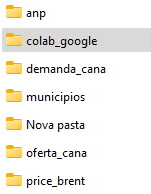 anp
colab_google
demanda_cana
municipios
Nova pasta
oferta_cana
price_brent